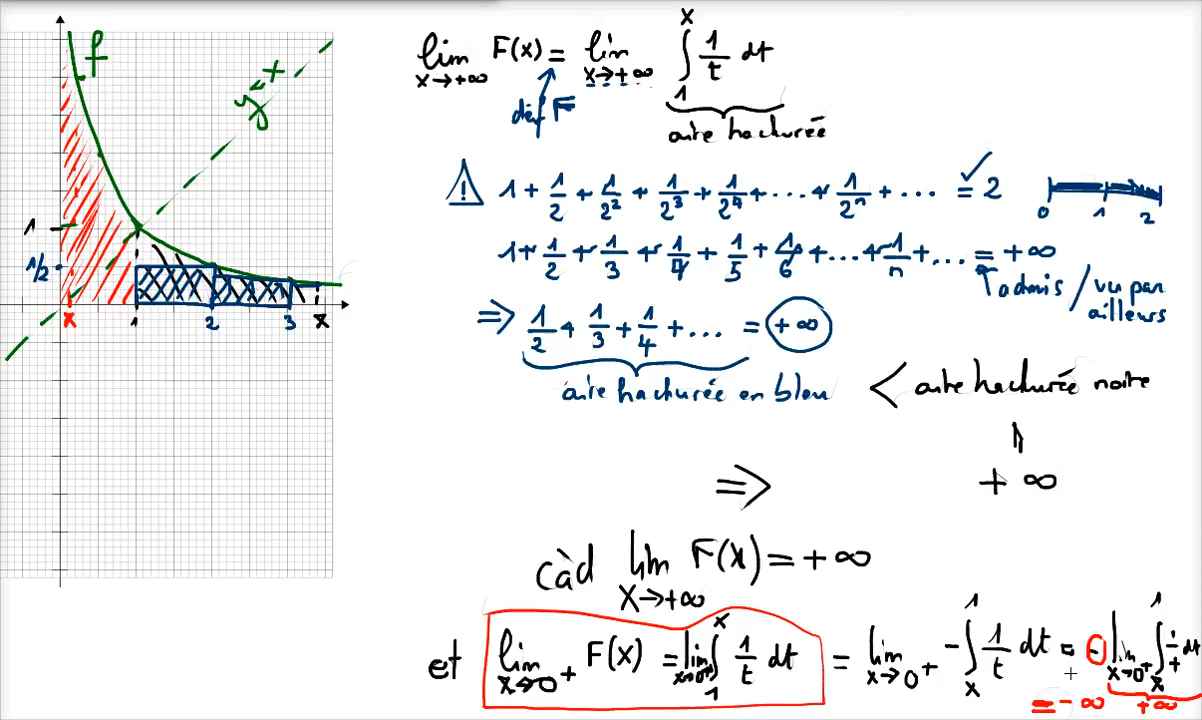 f
y = x
1
1/2
x 1 2 3 x
lim F(x) = lim ∫ 1/t dt
x→+∞ x→+∞ 1 x
déf F
aire hachurée
⚠ 1 + 1/2 + 1/2² + 1/2³ + 1/2⁴ + ... + 1/2ⁿ + ... = 2 ✓
0 1 2
1 + 1/2 + 1/3 + 1/4 + 1/5 + 1/6 + ... + 1/n + ... = +∞
admis / vu par
ailleurs
⇒ 1/2 + 1/3 + 1/4 + ... = +∞
aire hachurée en bleu < aire hachurée noire
⇒ +∞
càd lim F(x) = +∞
x→+∞
et lim F(x) = lim ∫ 1/t dt = lim - ∫ 1/t dt = - lim ∫ 1/t dt
x→0+ x→0+ 1 x x→0+ x 1 x→0+ x 1
= -∞ +∞